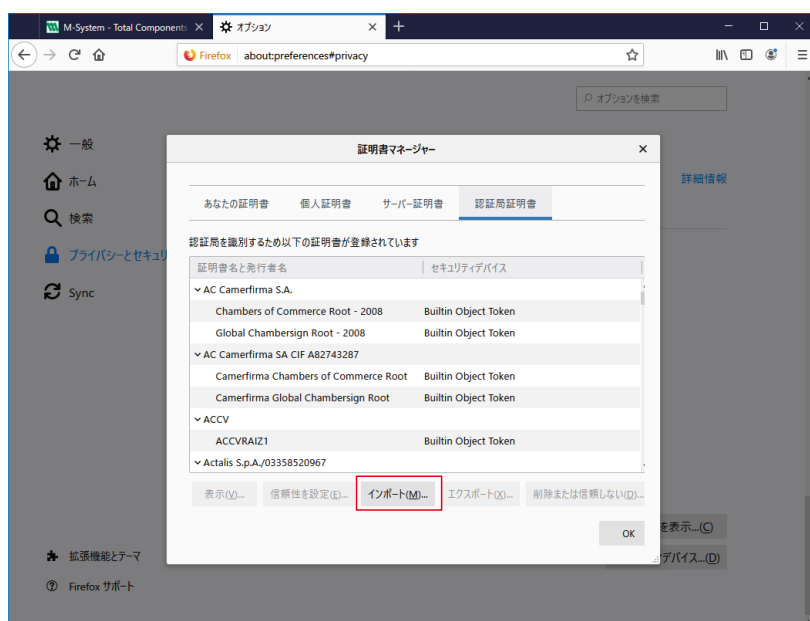 M-System - Total Components
オプション
Firefox about:preferences#privacy
オプションを検索
一般
ホーム
検索
プライバシーとセキュリ
Sync
詳細情報
証明書マネージャー
あなたの証明書 個人証明書 サーバー証明書 認証局証明書
認証局を識別するため以下の証明書が登録されています
証明書名と発行者名 セキュリティデバイス
AC Camerfirma S.A.
Chambers of Commerce Root - 2008 Builtin Object Token
Global Chambersign Root - 2008 Builtin Object Token
AC Camerfirma SA CIF A82743287
Camerfirma Chambers of Commerce Root Builtin Object Token
Camerfirma Global Chambersign Root Builtin Object Token
ACCV
ACCVRAIZ1 Builtin Object Token
Actalis S.p.A./03358520967
表示(V)... 信頼性を設定(E)... インポート(M)... エクスポート(X)... 削除または信頼しない(D)...
OK
を表示...(C)
デバイス...(D)
拡張機能とテーマ
Firefox サポート